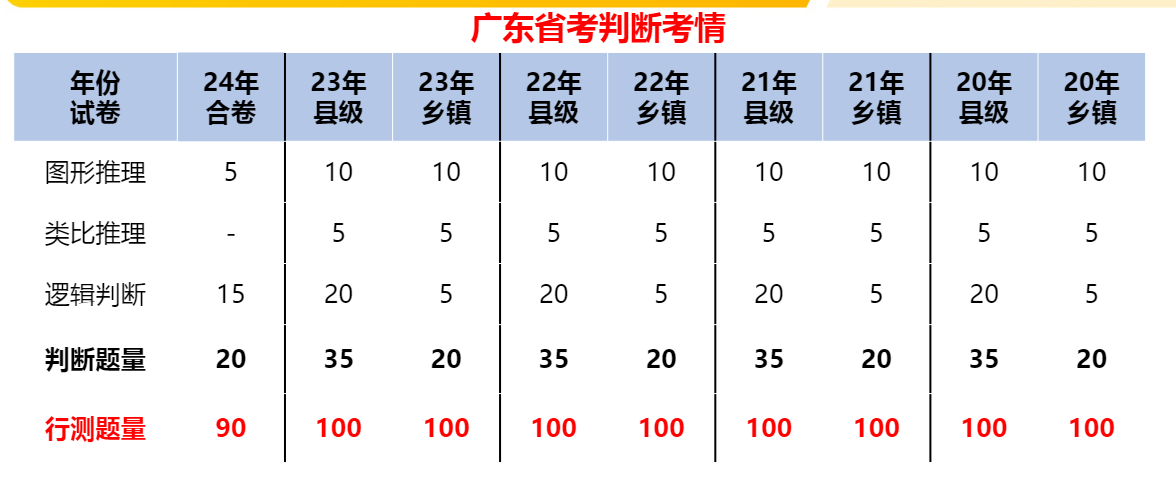 广东省考判断考情
年份 24年 23年 23年 22年 22年 21年 21年 20年 20年
试卷 合卷 县级 乡镇 县级 乡镇 县级 乡镇 县级 乡镇
图形推理 5 10 10 10 10 10 10 10 10
类比推理 - 5 5 5 5 5 5 5 5
逻辑判断 15 20 5 20 5 20 5 20 5
判断题量 20 35 20 35 20 35 20 35 20
行测题量 90 100 100 100 100 100 100 100 100